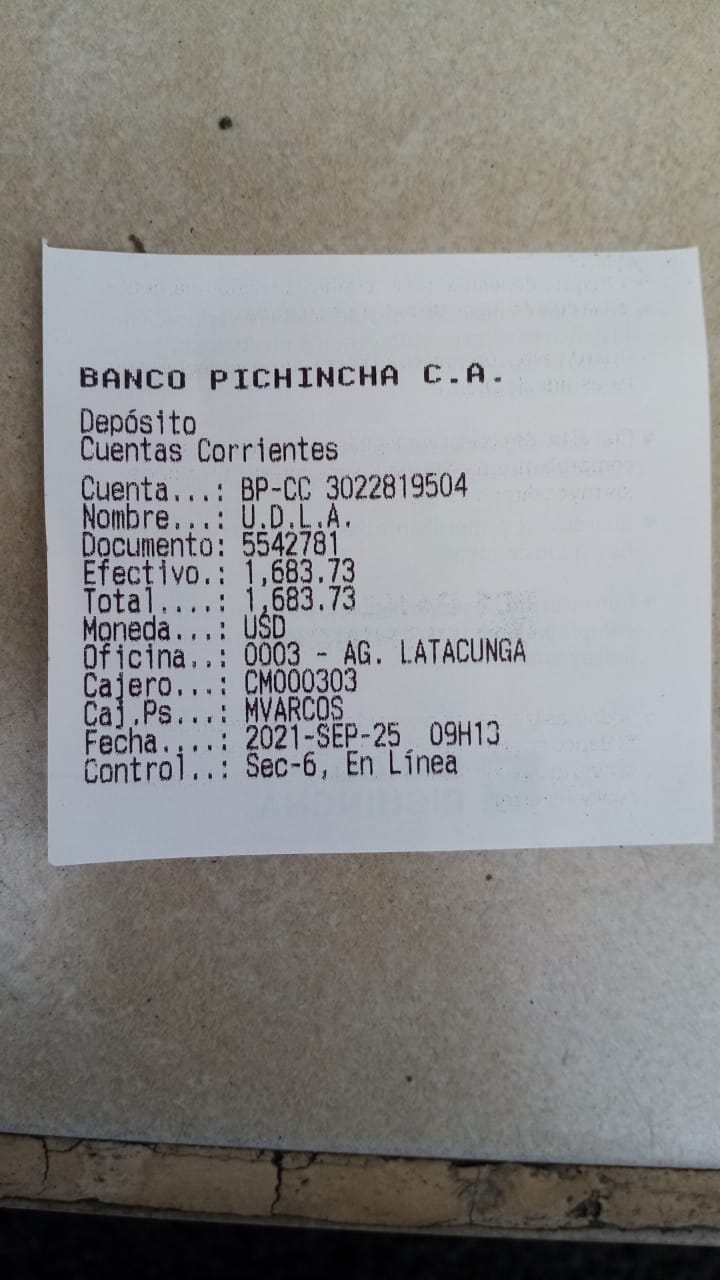 BANCO PICHINCHA C.A.
Depósito
Cuentas Corrientes
Cuenta...: BP-CC 3022819504
Nombre...: U.D.L.A.
Documento: 5542781
Efectivo.: 1,683.73
Total....: 1,683.73
Moneda...: USD
Oficina..: 0003 - AG. LATACUNGA
Cajero...: CM000303
Caj.Ps...: MVARCOS
Fecha....: 2021-SEP-25 09H13
Control..: Sec-6, En Línea
PICHINCHA